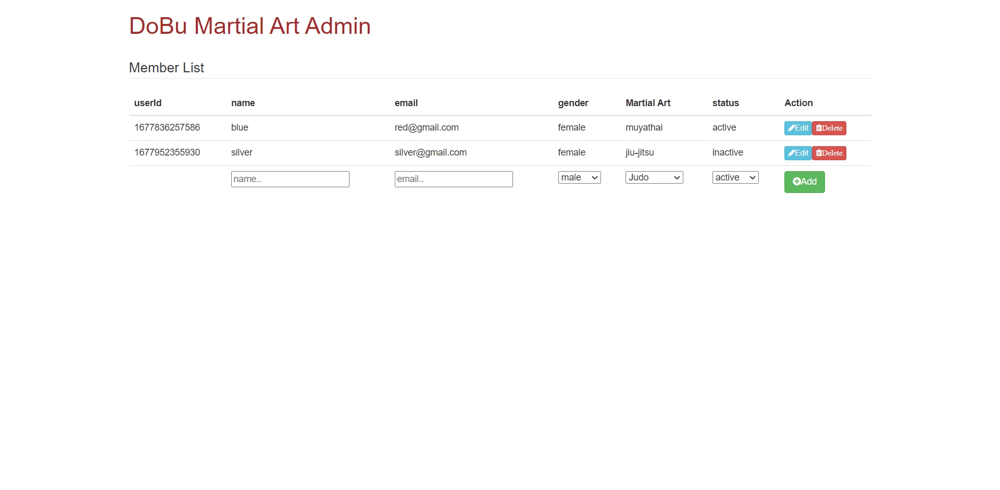 DoBu Martial Art Admin
Member List
userId name email gender Martial Art status Action
1677836257586 blue red@gmail.com female muyathai active Edit Delete
1677952355930 silver silver@gmail.com female jiu-jitsu inactive Edit Delete
name.. email.. male Judo active Add